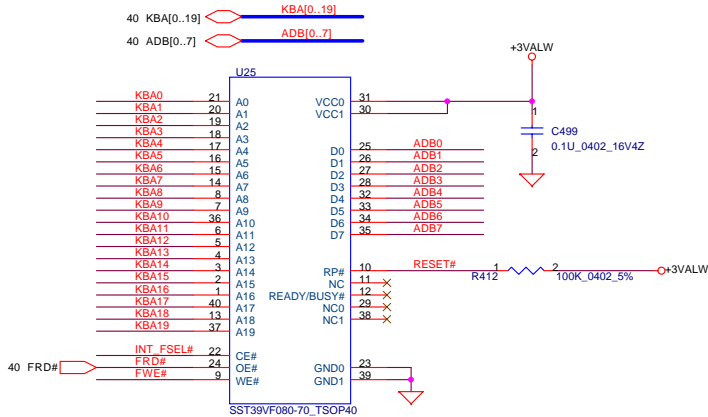 40 KBA[0..19] KBA[0..19]
40 ADB[0..7] ADB[0..7]
+3VALW
U25
KBA0 21 A0 VCC0 31
KBA1 20 A1 VCC1 30
KBA2 19 A2
KBA3 18 A3
KBA4 17 A4 D0 25 ADB0
KBA5 16 A5 D1 26 ADB1
KBA6 15 A6 D2 27 ADB2
KBA7 14 A7 D3 28 ADB3
KBA8 8 A8 D4 32 ADB4
KBA9 7 A9 D5 33 ADB5
KBA10 36 A10 D6 34 ADB6
KBA11 6 A11 D7 35 ADB7
KBA12 5 A12
KBA13 4 A13
KBA14 3 A14 RP# 10 RESET#
KBA15 2 A15 NC 11
KBA16 1 A16 READY/BUSY# 12
KBA17 40 A17 NC0 29
KBA18 13 A18 NC1 38
KBA19 37 A19
1
C499
0.1U_0402_16V4Z
2
1 2
R412 100K_0402_5%
+3VALW
INT_FSEL# 22 CE#
40 FRD# FRD# 24 OE# GND0 23
FWE# 9 WE# GND1 39
SST39VF080-70_TSOP40